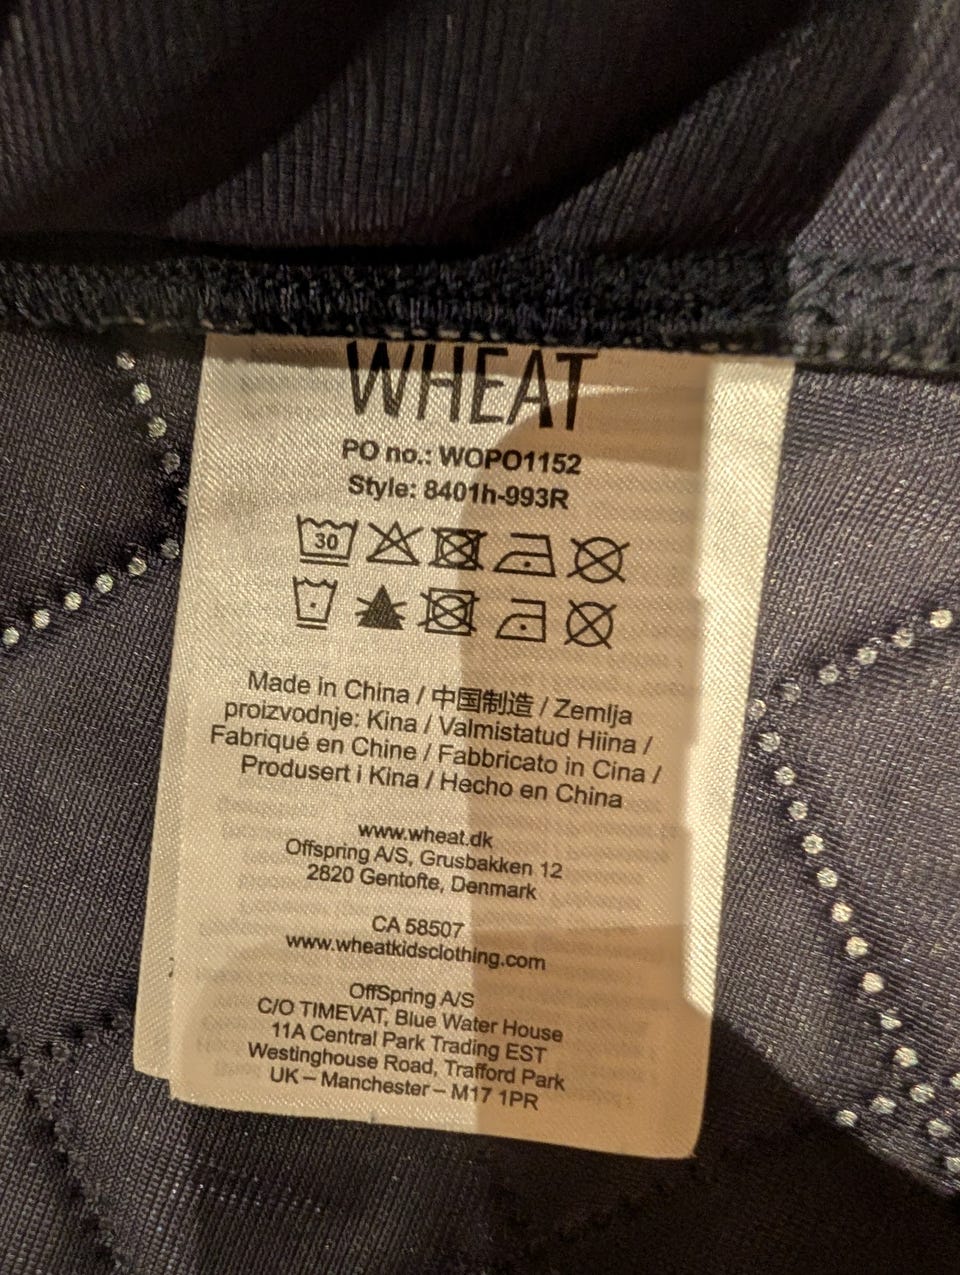 WHEAT
PO no.: WOPO1152
Style: 8401h-993R
30
Made in China / 中国制造 / Zemlja
proizvodnje: Kina / Valmistatud Hiina /
Fabriqué en Chine / Fabbricato in Cina /
Produsert i Kina / Hecho en China
www.wheat.dk
Offspring A/S, Grusbakken 12
2820 Gentofte, Denmark
CA 58507
www.wheatkidsclothing.com
OffSpring A/S
C/O TIMEVAT, Blue Water House
11A Central Park Trading EST
Westinghouse Road, Trafford Park
UK – Manchester – M17 1PR